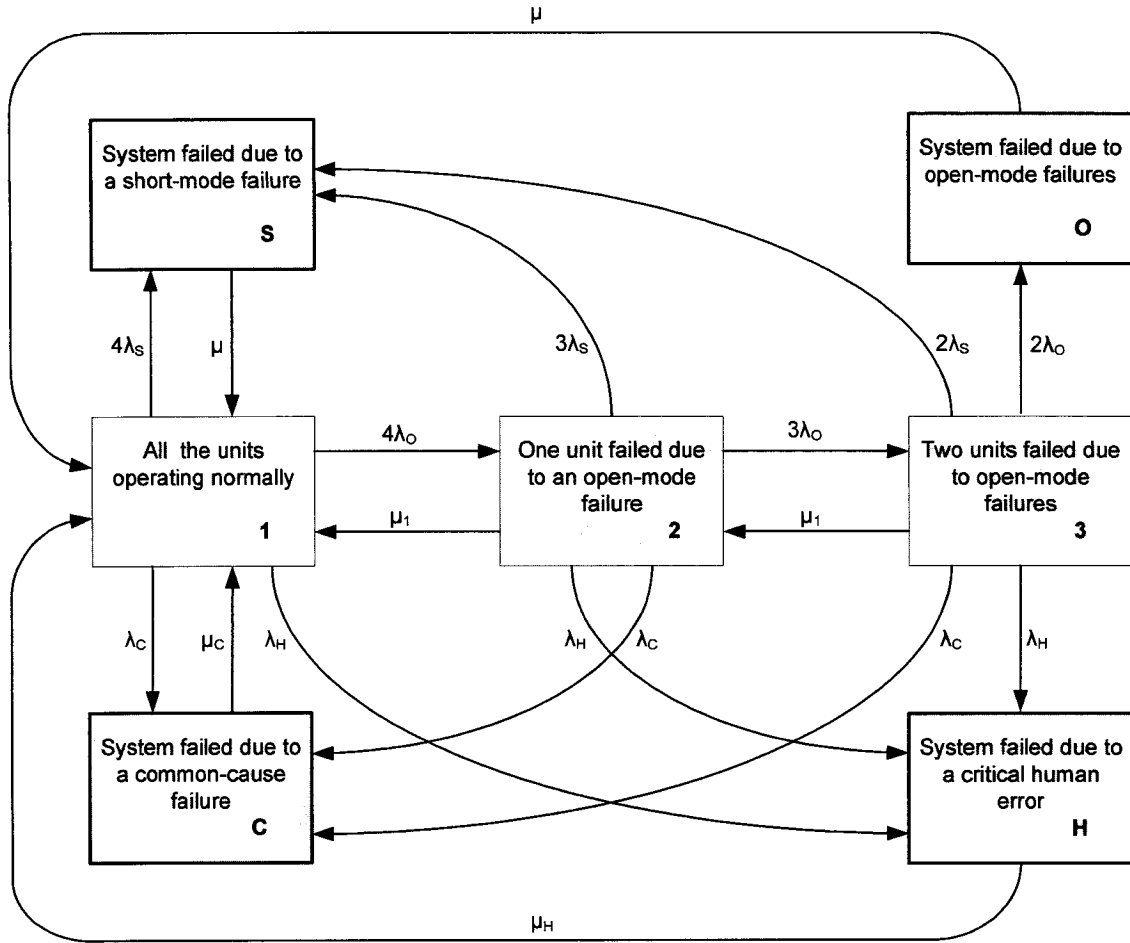 μ
System failed due to
a short-mode failure
S
System failed due to
open-mode failures
O
4λS
μ
3λS
2λS
2λO
All the units
operating normally
1
4λO
μ1
One unit failed due
to an open-mode
failure
2
3λO
μ1
Two units failed due
to open-mode
failures
3
λC
μC
λH
λH
λC
λC
λH
System failed due to
a common-cause
failure
C
System failed due to
a critical human
error
H
μH